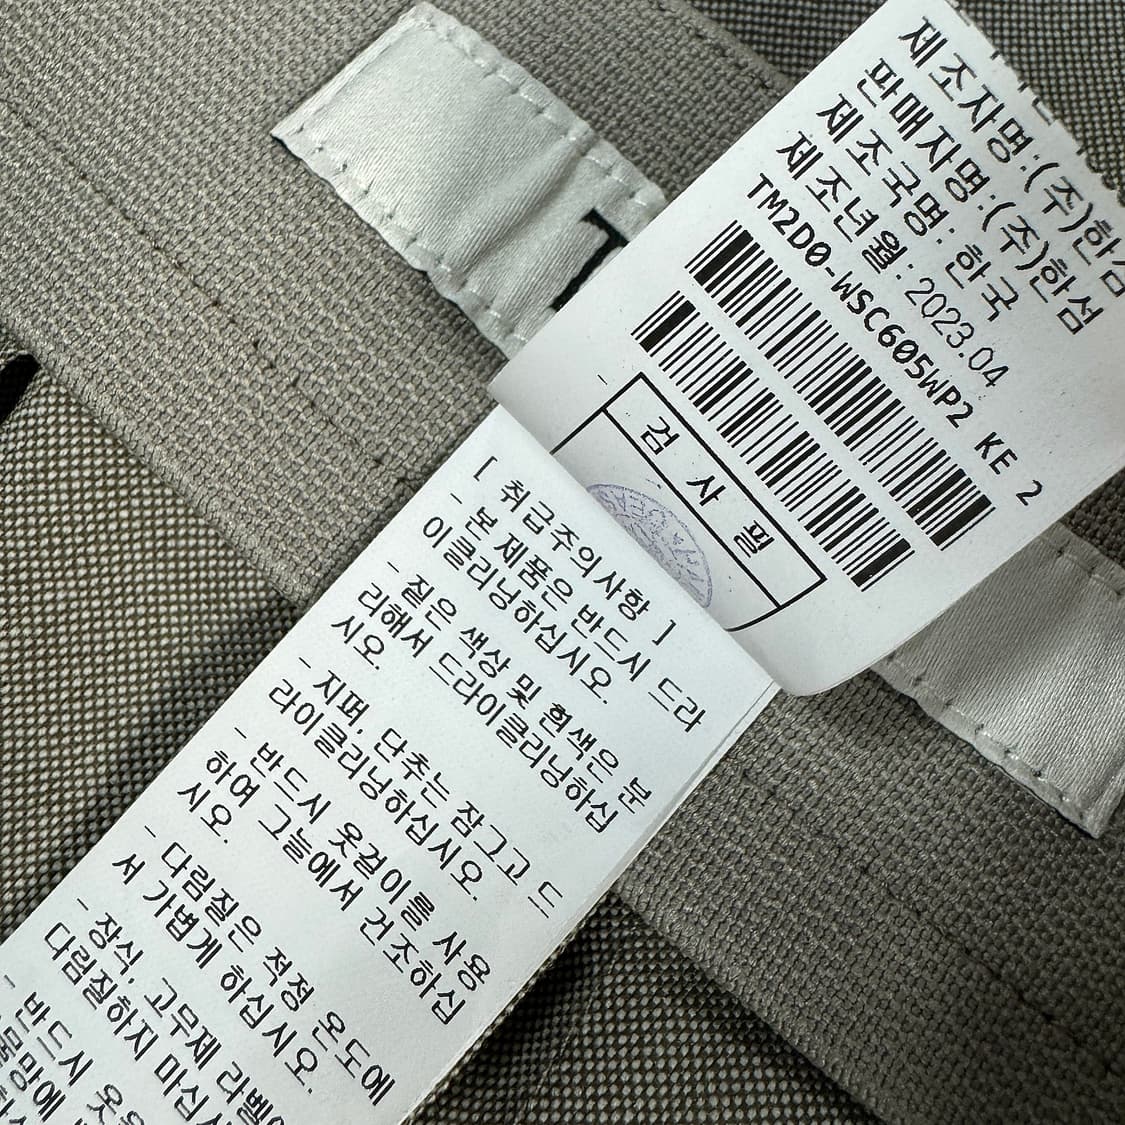 제조자명:(주)한섬
판매자명:(주)한섬
제조국명:한국
제조년월:2023.04
TM2D0-WSC605WP2 KE 2
검사필
[ 취급주의사항 ]
- 본 제품은 반드시 드라
이클리닝하십시오.
- 짙은 색상 및 흰색은 분
리해서 드라이클리닝하십
시오.
- 지퍼, 단추는 잠그고 드
라이클리닝하십시오.
- 반드시 옷걸이를 사용
하여 그늘에서 건조하십
시오.
- 다림질은 적정 온도에
서 가볍게 하십시오.
- 장식, 고무제 라벨
다림질하지 마십
- 반드시